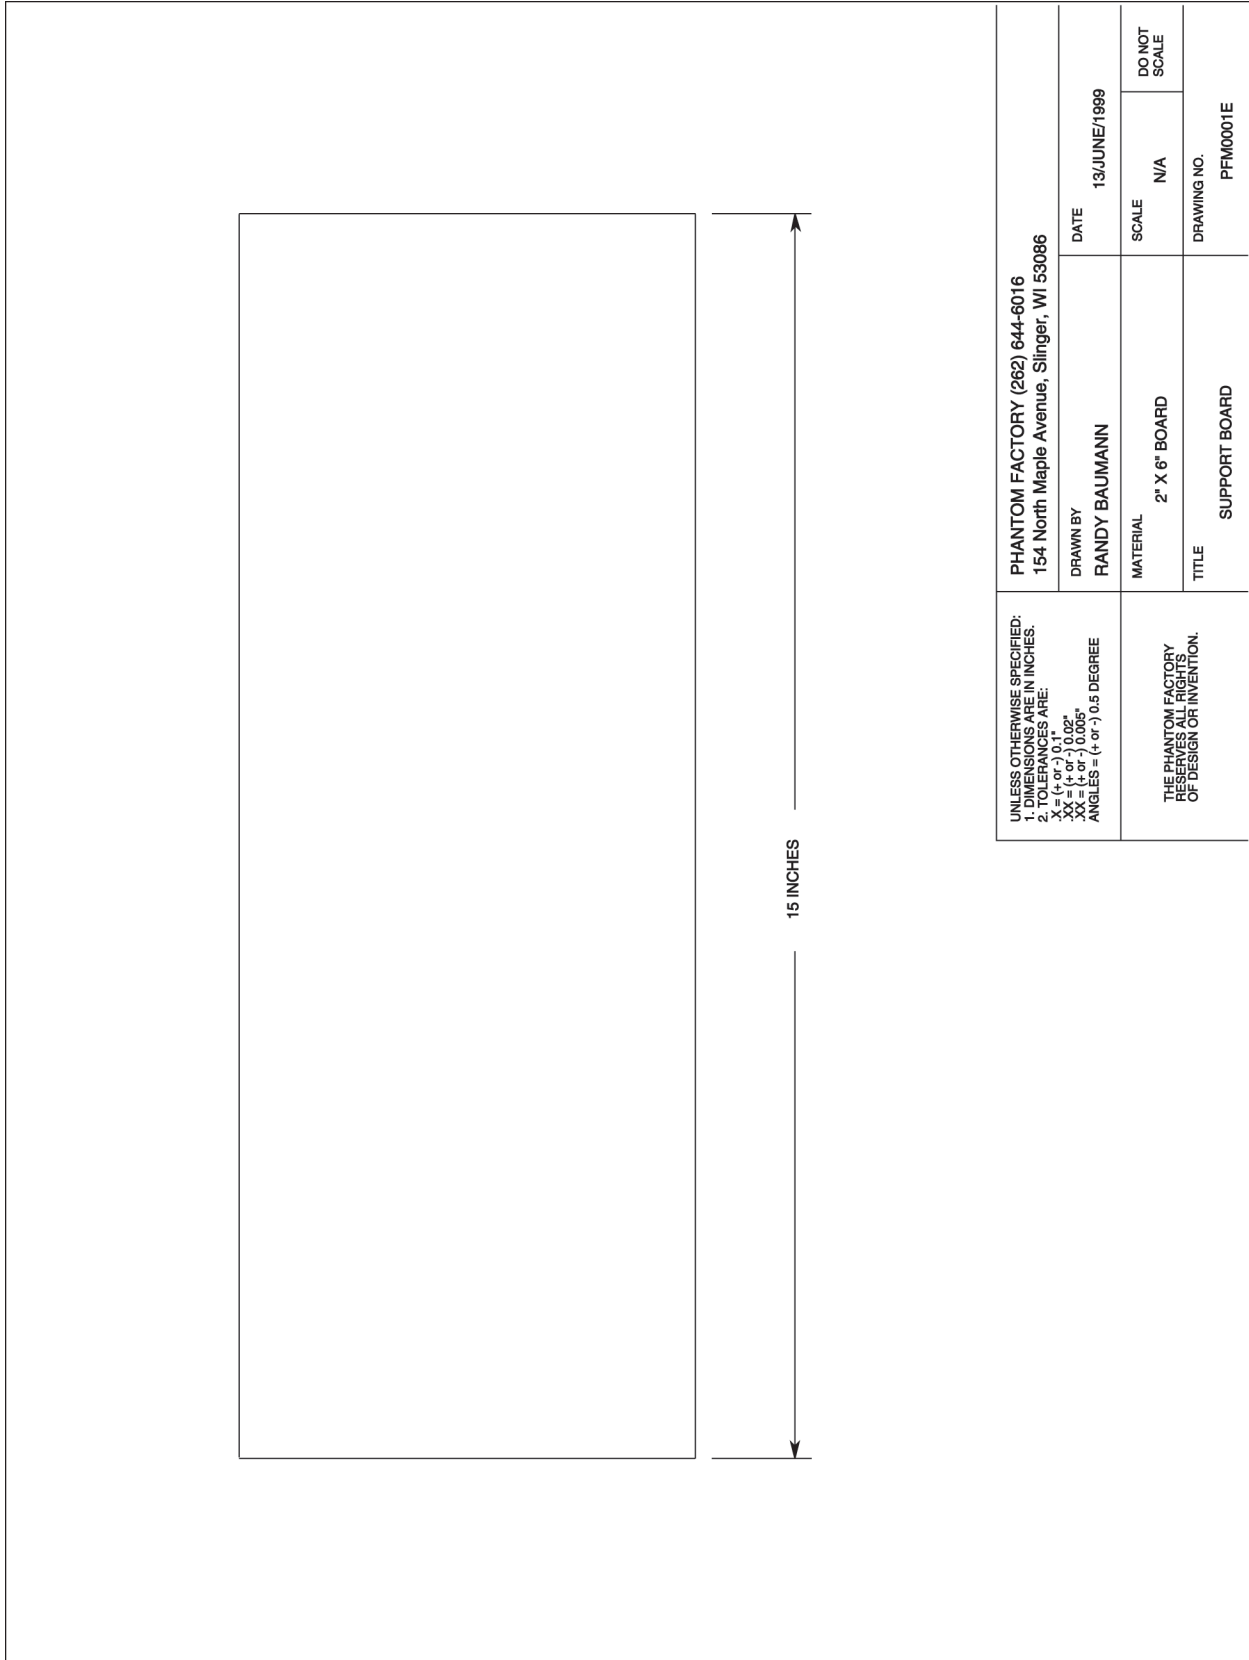 15 INCHES
UNLESS OTHERWISE SPECIFIED:
1. DIMENSIONS ARE IN INCHES.
2. TOLERANCES ARE:
.X = (+ or -) 0.1"
.XX = (+ or -) 0.02"
.XX = (+ or -) 0.005"
ANGLES = (+ or -) 0.5 DEGREE
THE PHANTOM FACTORY
RESERVES ALL RIGHTS
OF DESIGN OR INVENTION.
PHANTOM FACTORY (262) 644-6016
154 North Maple Avenue, Slinger, WI 53086
DRAWN BY
RANDY BAUMANN
DATE
13/JUNE/1999
MATERIAL
2" X 6" BOARD
SCALE
N/A
DO NOT
SCALE
TITLE
SUPPORT BOARD
DRAWING NO.
PFM0001E